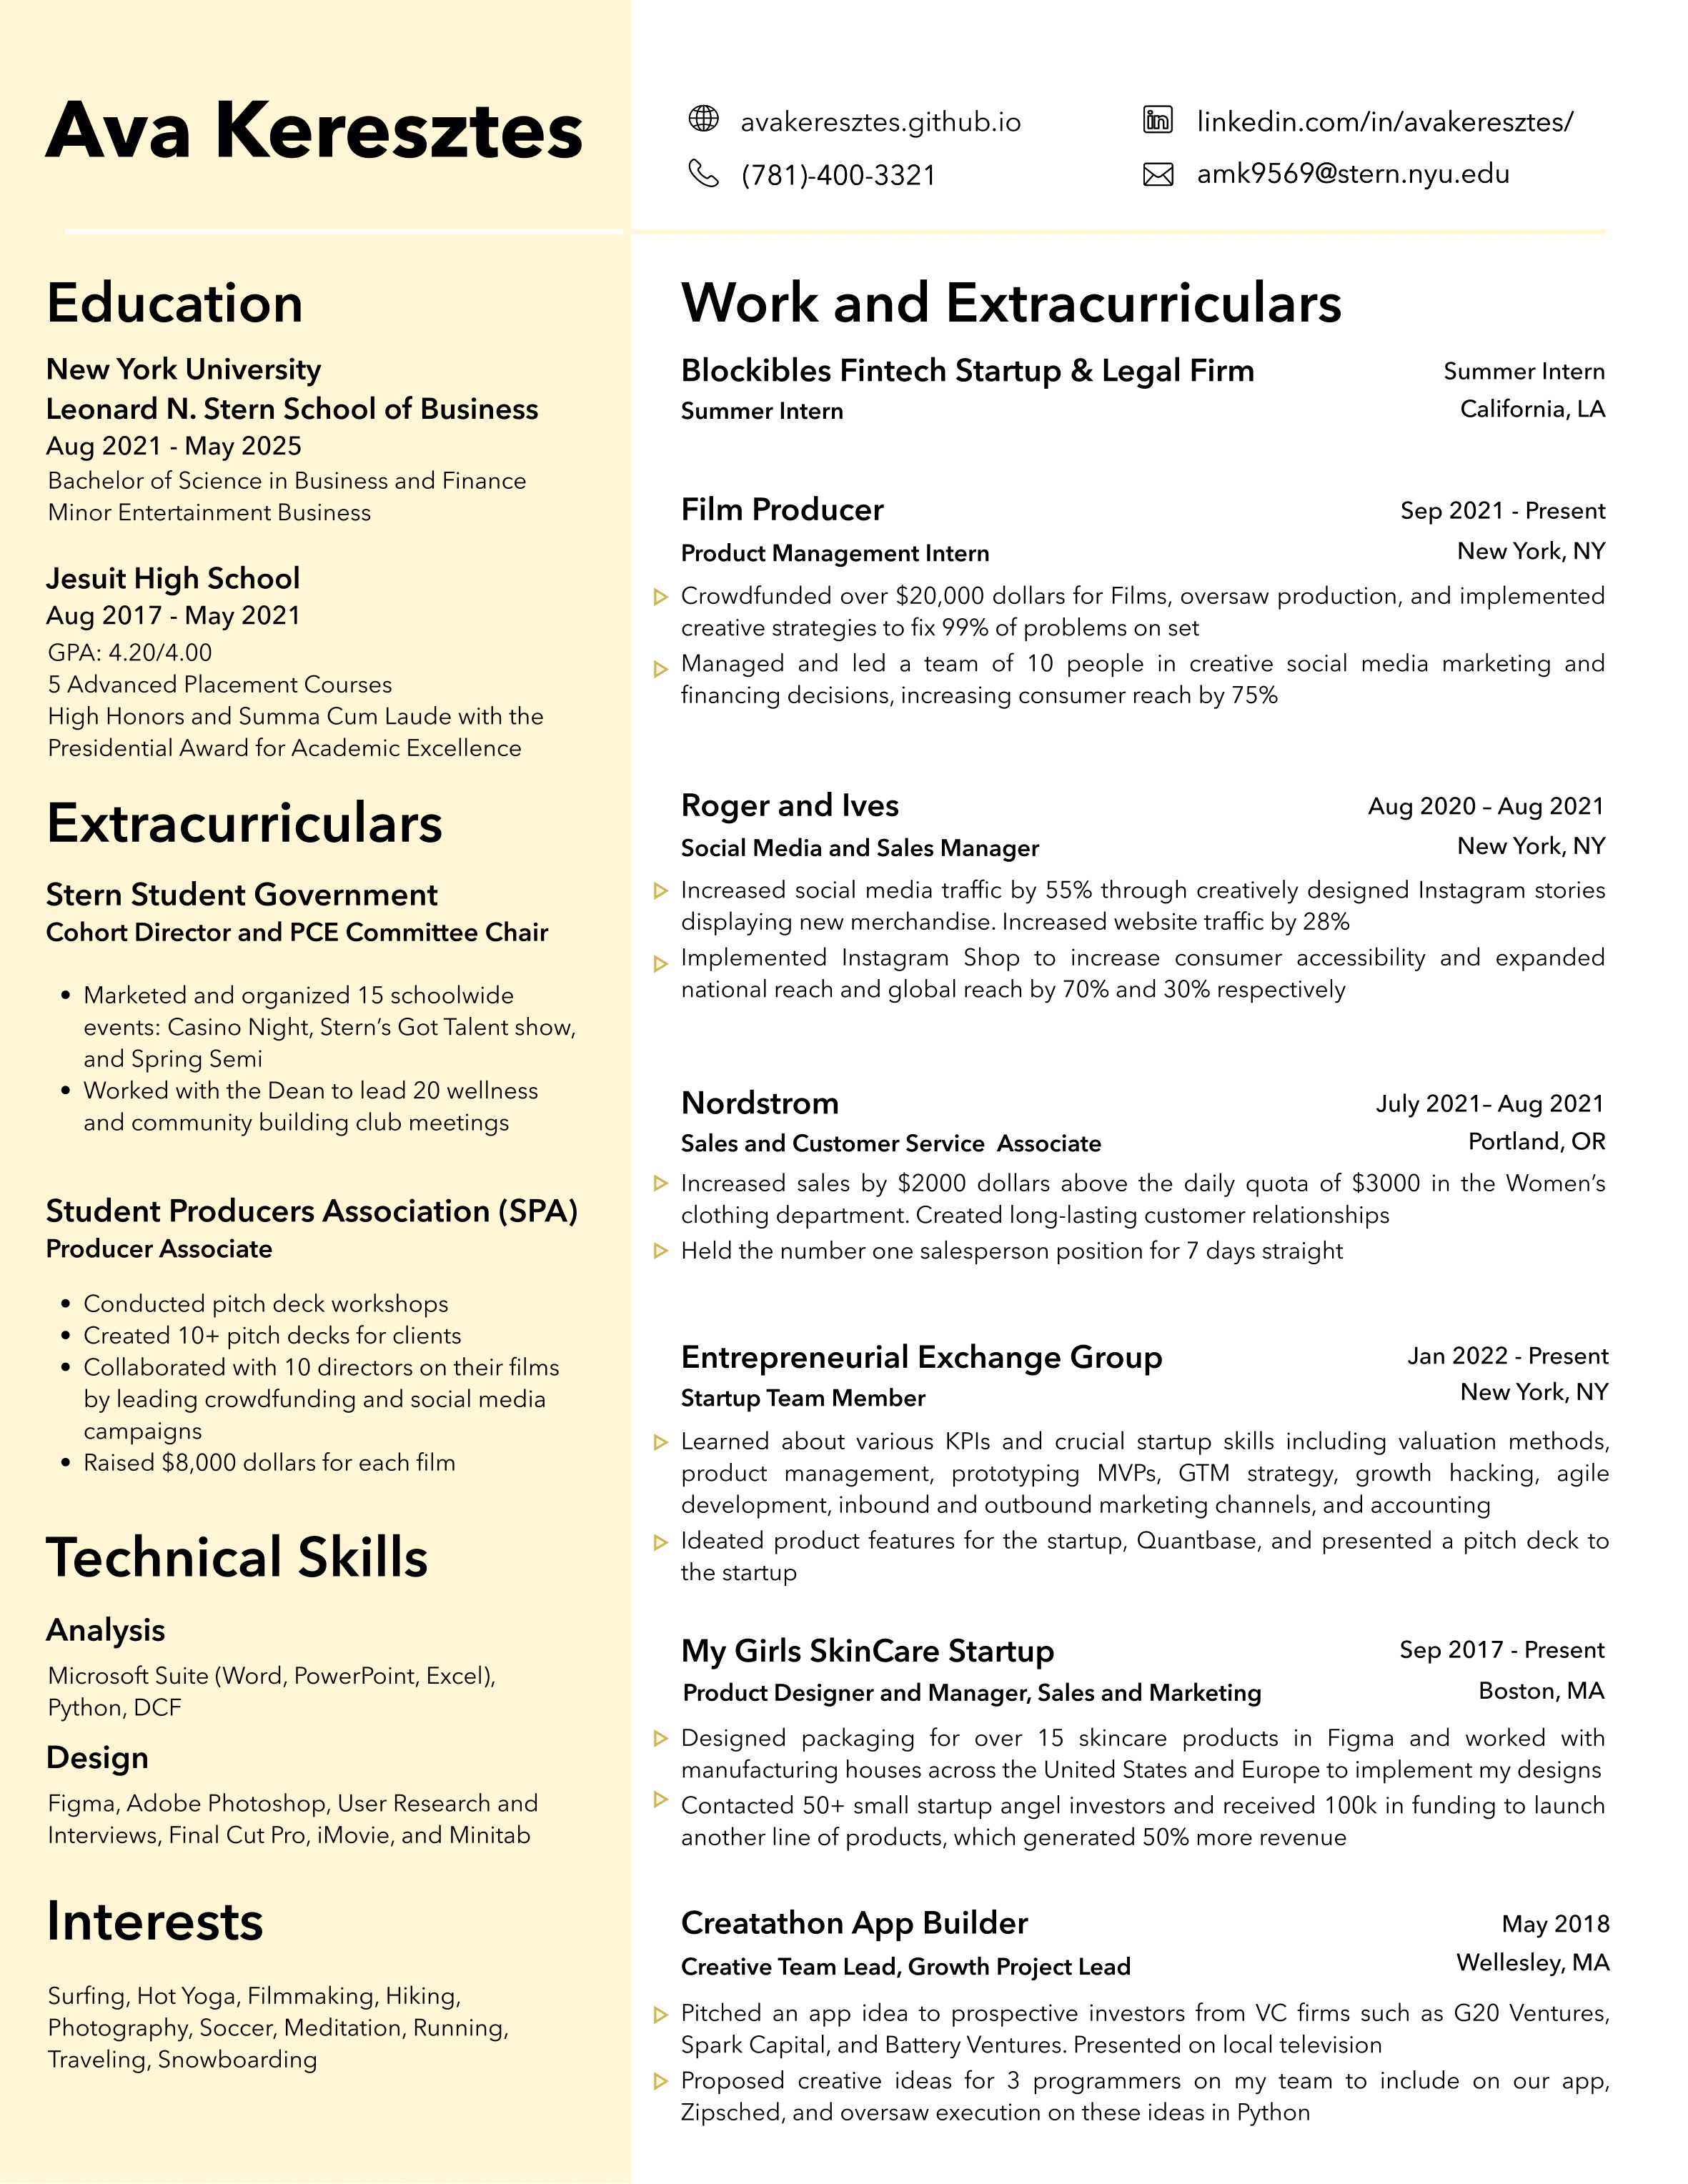 Ava Keresztes
avakeresztes.github.io
linkedin.com/in/avakeresztes/
(781)-400-3321
amk9569@stern.nyu.edu
Education
New York University
Leonard N. Stern School of Business
Aug 2021 - May 2025
Bachelor of Science in Business and Finance
Minor Entertainment Business
Jesuit High School
Aug 2017 - May 2021
GPA: 4.20/4.00
5 Advanced Placement Courses
High Honors and Summa Cum Laude with the
Presidential Award for Academic Excellence
Extracurriculars
Stern Student Government
Cohort Director and PCE Committee Chair
• Marketed and organized 15 schoolwide
events: Casino Night, Stern's Got Talent show,
and Spring Semi
• Worked with the Dean to lead 20 wellness
and community building club meetings
Student Producers Association (SPA)
Producer Associate
• Conducted pitch deck workshops
• Created 10+ pitch decks for clients
• Collaborated with 10 directors on their films
by leading crowdfunding and social media
campaigns
• Raised $8,000 dollars for each film
Technical Skills
Analysis
Microsoft Suite (Word, PowerPoint, Excel),
Python, DCF
Design
Figma, Adobe Photoshop, User Research and
Interviews, Final Cut Pro, iMovie, and Minitab
Interests
Surfing, Hot Yoga, Filmmaking, Hiking,
Photography, Soccer, Meditation, Running,
Traveling, Snowboarding
Work and Extracurriculars
Blockibles Fintech Startup & Legal Firm
Summer Intern
Summer Intern
California, LA
Film Producer
Sep 2021 - Present
Product Management Intern
New York, NY
Crowdfunded over $20,000 dollars for Films, oversaw production, and implemented
creative strategies to fix 99% of problems on set
Managed and led a team of 10 people in creative social media marketing and
financing decisions, increasing consumer reach by 75%
Roger and Ives
Aug 2020 – Aug 2021
Social Media and Sales Manager
New York, NY
Increased social media traffic by 55% through creatively designed Instagram stories
displaying new merchandise. Increased website traffic by 28%
Implemented Instagram Shop to increase consumer accessibility and expanded
national reach and global reach by 70% and 30% respectively
Nordstrom
July 2021– Aug 2021
Sales and Customer Service Associate
Portland, OR
Increased sales by $2000 dollars above the daily quota of $3000 in the Women's
clothing department. Created long-lasting customer relationships
Held the number one salesperson position for 7 days straight
Entrepreneurial Exchange Group
Jan 2022 - Present
Startup Team Member
New York, NY
Learned about various KPIs and crucial startup skills including valuation methods,
product management, prototyping MVPs, GTM strategy, growth hacking, agile
development, inbound and outbound marketing channels, and accounting
Ideated product features for the startup, Quantbase, and presented a pitch deck to
the startup
My Girls SkinCare Startup
Sep 2017 - Present
Product Designer and Manager, Sales and Marketing
Boston, MA
Designed packaging for over 15 skincare products in Figma and worked with
manufacturing houses across the United States and Europe to implement my designs
Contacted 50+ small startup angel investors and received 100k in funding to launch
another line of products, which generated 50% more revenue
Creatathon App Builder
May 2018
Creative Team Lead, Growth Project Lead
Wellesley, MA
Pitched an app idea to prospective investors from VC firms such as G20 Ventures,
Spark Capital, and Battery Ventures. Presented on local television
Proposed creative ideas for 3 programmers on my team to include on our app,
Zipsched, and oversaw execution on these ideas in Python